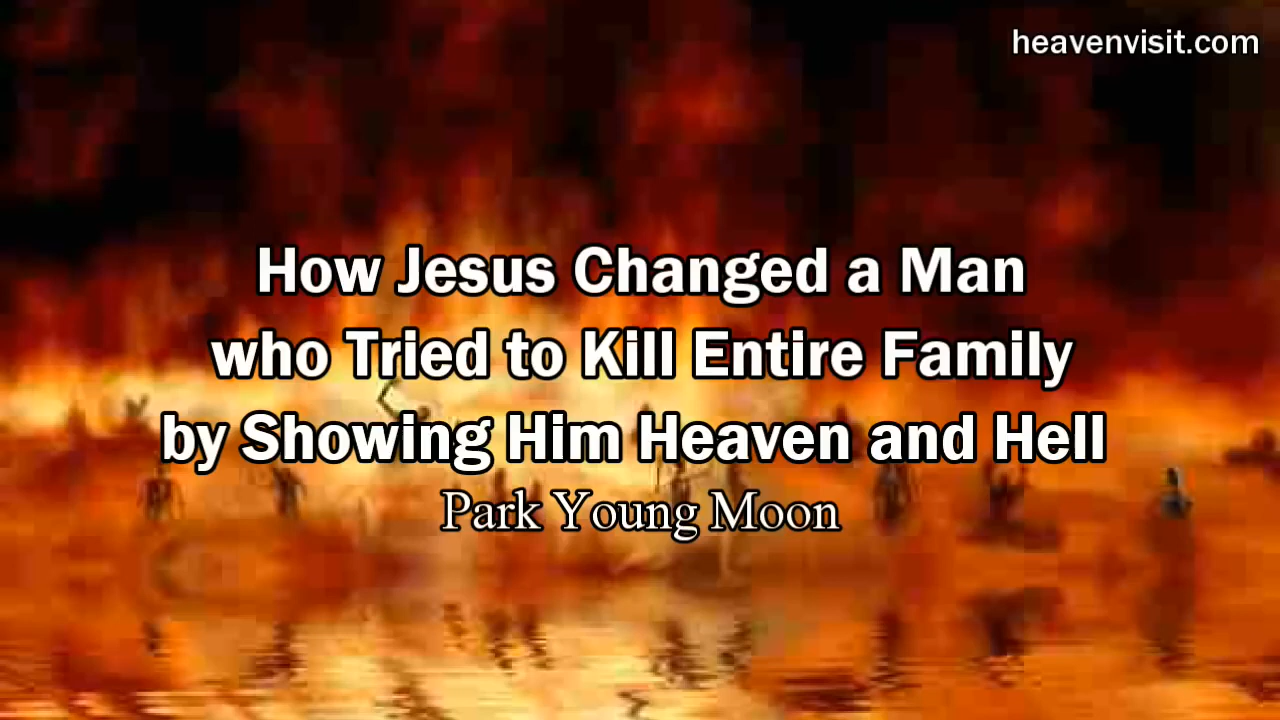 heavenvisit.com
How Jesus Changed a Man
who Tried to Kill Entire Family
by Showing Him Heaven and Hell
Park Young Moon